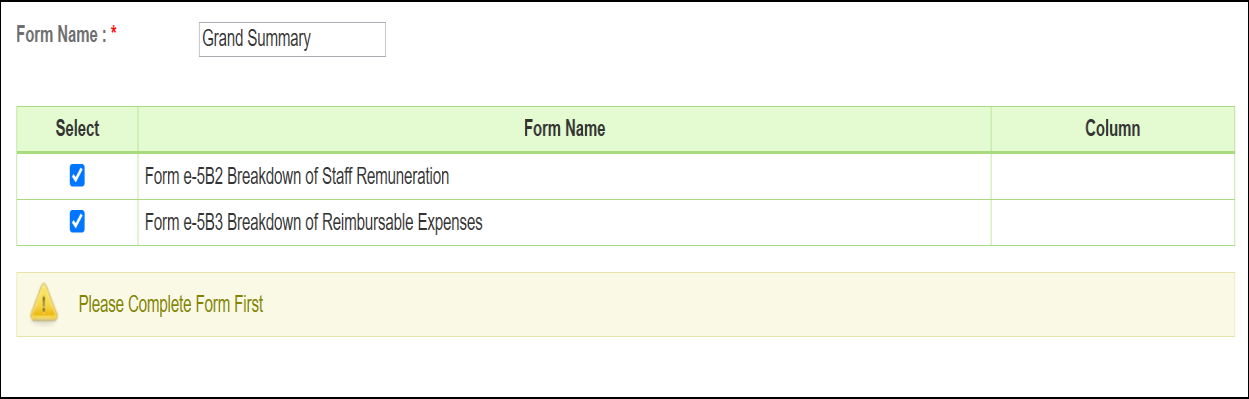 Form Name : *
Grand Summary
Select Form Name Column
Form e-5B2 Breakdown of Staff Remuneration
Form e-5B3 Breakdown of Reimbursable Expenses
Please Complete Form First